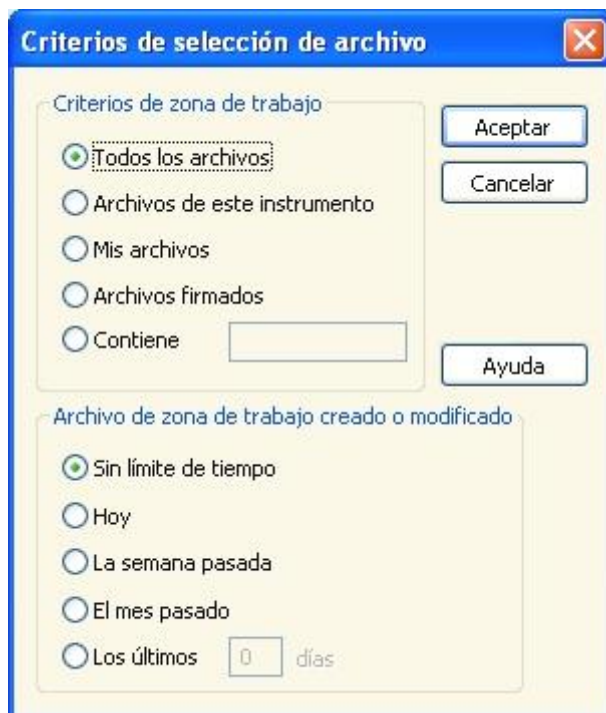 Criterios de selección de archivo
Criterios de zona de trabajo
Todos los archivos
Archivos de este instrumento
Mis archivos
Archivos firmados
Contiene
Aceptar
Cancelar
Ayuda
Archivo de zona de trabajo creado o modificado
Sin límite de tiempo
Hoy
La semana pasada
El mes pasado
Los últimos 0 días